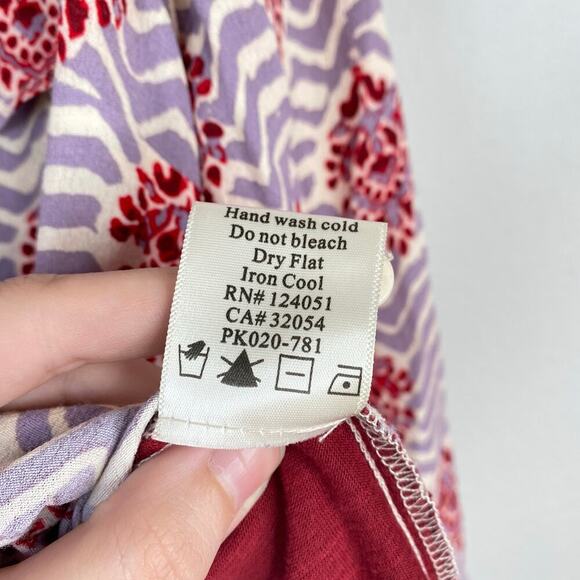 Hand wash cold
Do not bleach
Dry Flat
Iron Cool
RN# 124051
CA# 32054
PK020-781